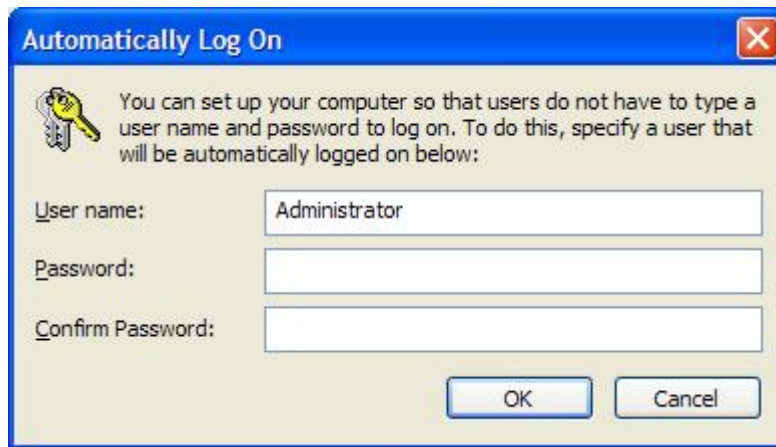 Automatically Log On
You can set up your computer so that users do not have to type a
user name and password to log on. To do this, specify a user that
will be automatically logged on below:
User name: Administrator
Password:
Confirm Password:
OK Cancel